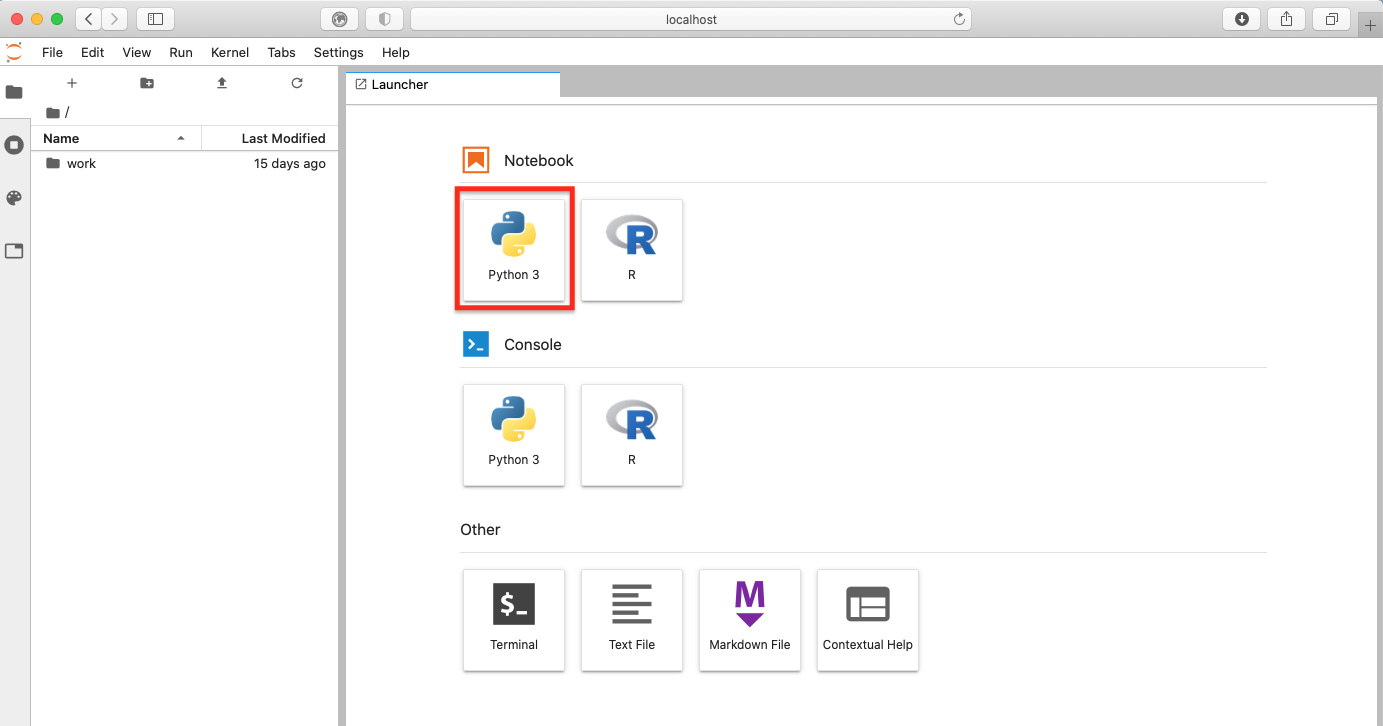 localhost
File Edit View Run Kernel Tabs Settings Help
Launcher
/
Name Last Modified
work 15 days ago
Notebook
Python 3 R
Console
>_
Python 3 R
Other
$_ M
Terminal Text File Markdown File Contextual Help